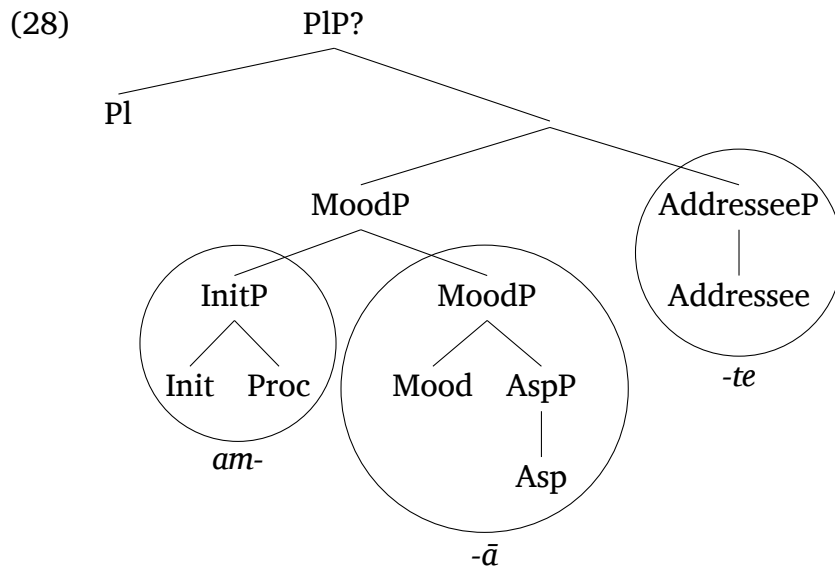 (28) PlP?
Pl
MoodP AddresseeP
InitP MoodP Addressee
Init Proc Mood AspP -te
am- Asp
-ā